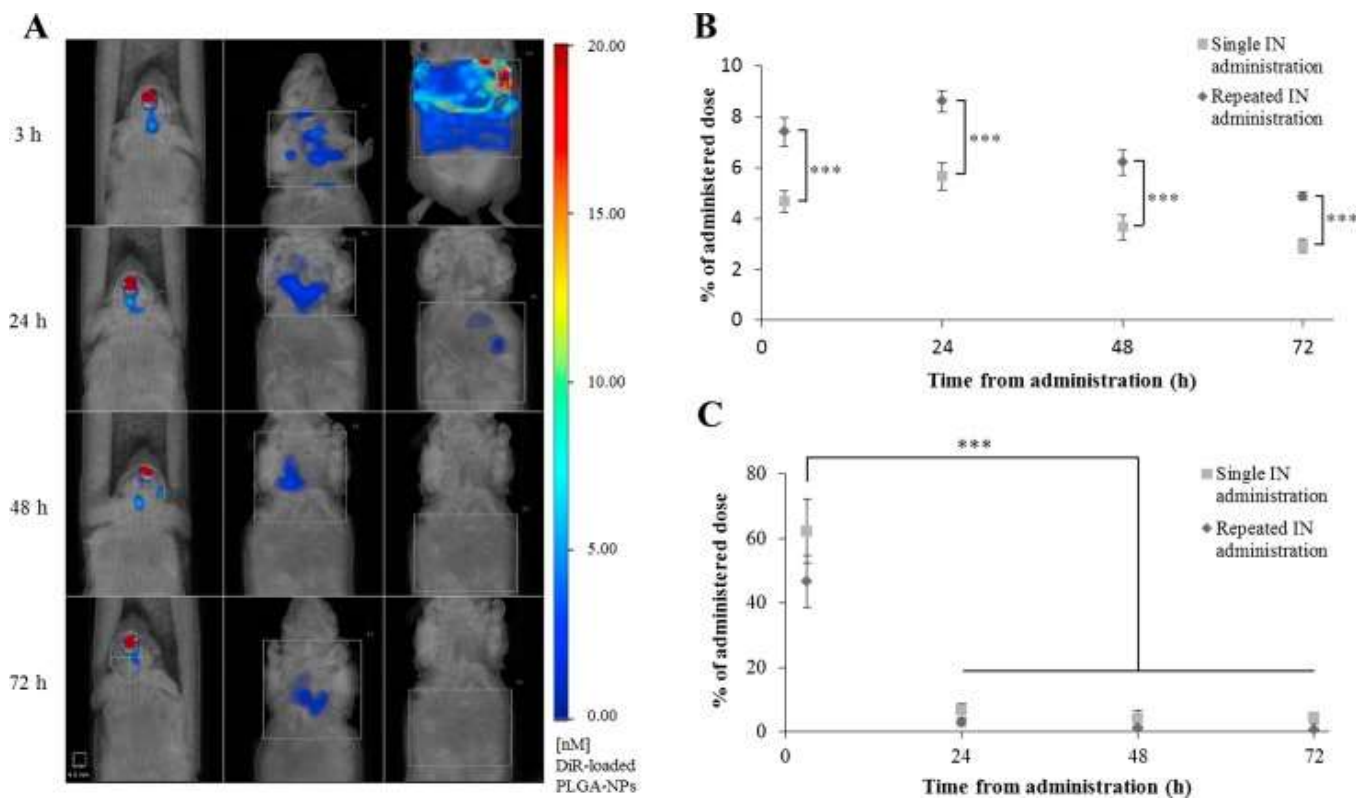 A
3 h
24 h
48 h
72 h
20.00
15.00
10.00
5.00
0.00
[nM]
DiR-loaded
PLGA-NPs
B
Single IN
administration
Repeated IN
administration
% of administered dose
10
8
6
4
2
0
***
***
***
***
0
24
48
72
Time from administration (h)
C
Single IN
administration
Repeated IN
administration
% of administered dose
80
60
40
20
0
***
0
24
48
72
Time from administration (h)